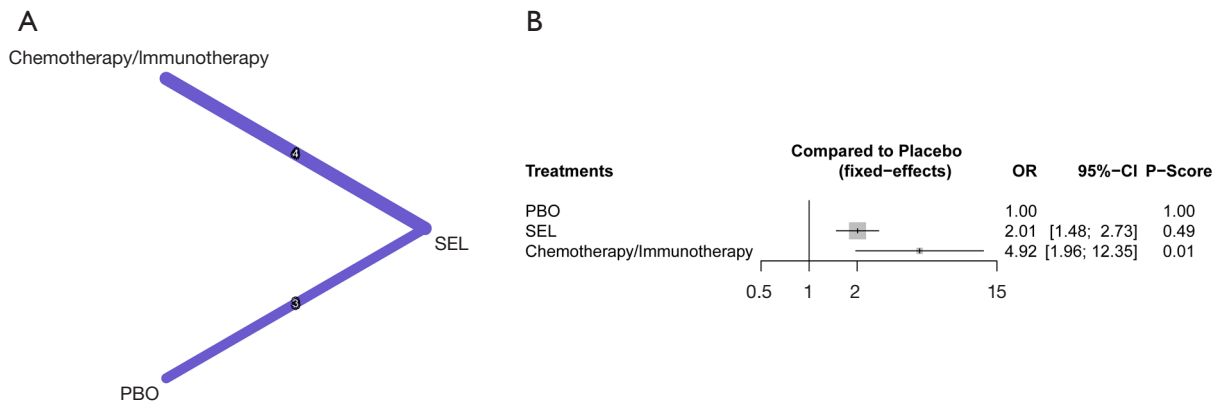 A
Chemotherapy/Immunotherapy
4
SEL
3
PBO
B
Compared to Placebo
Treatments (fixed−effects) OR 95%−CI P−Score
PBO 1.00 1.00
SEL 2.01 [1.48; 2.73] 0.49
Chemotherapy/Immunotherapy 4.92 [1.96; 12.35] 0.01
0.5 1 2 15